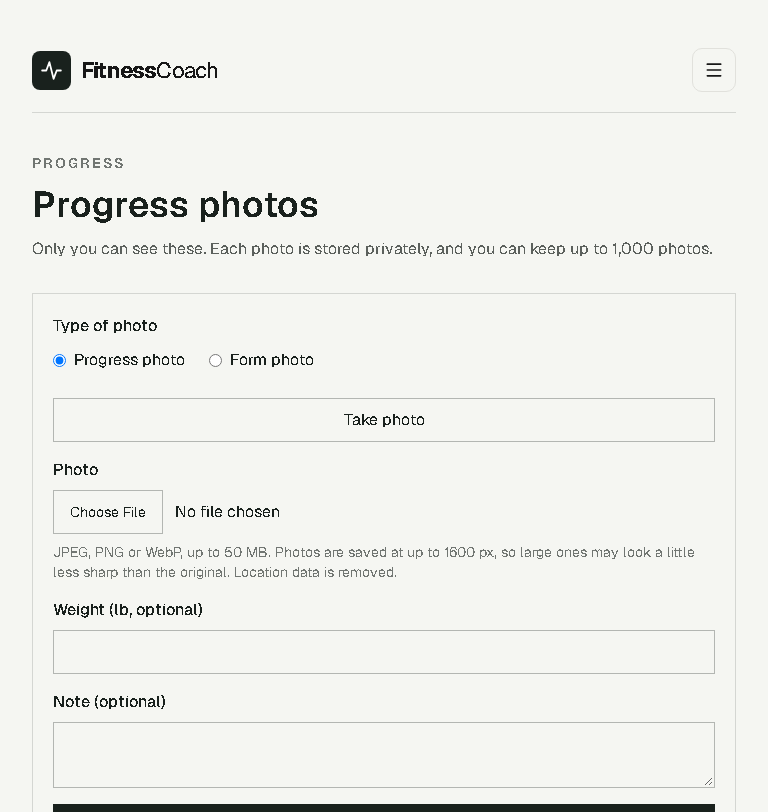 FitnessCoach
PROGRESS
Progress photos
Only you can see these. Each photo is stored privately, and you can keep up to 1,000 photos.
Type of photo
Progress photo Form photo
Take photo
Photo
Choose File No file chosen
JPEG, PNG or WebP, up to 50 MB. Photos are saved at up to 1600 px, so large ones may look a little
less sharp than the original. Location data is removed.
Weight (lb, optional)
Note (optional)